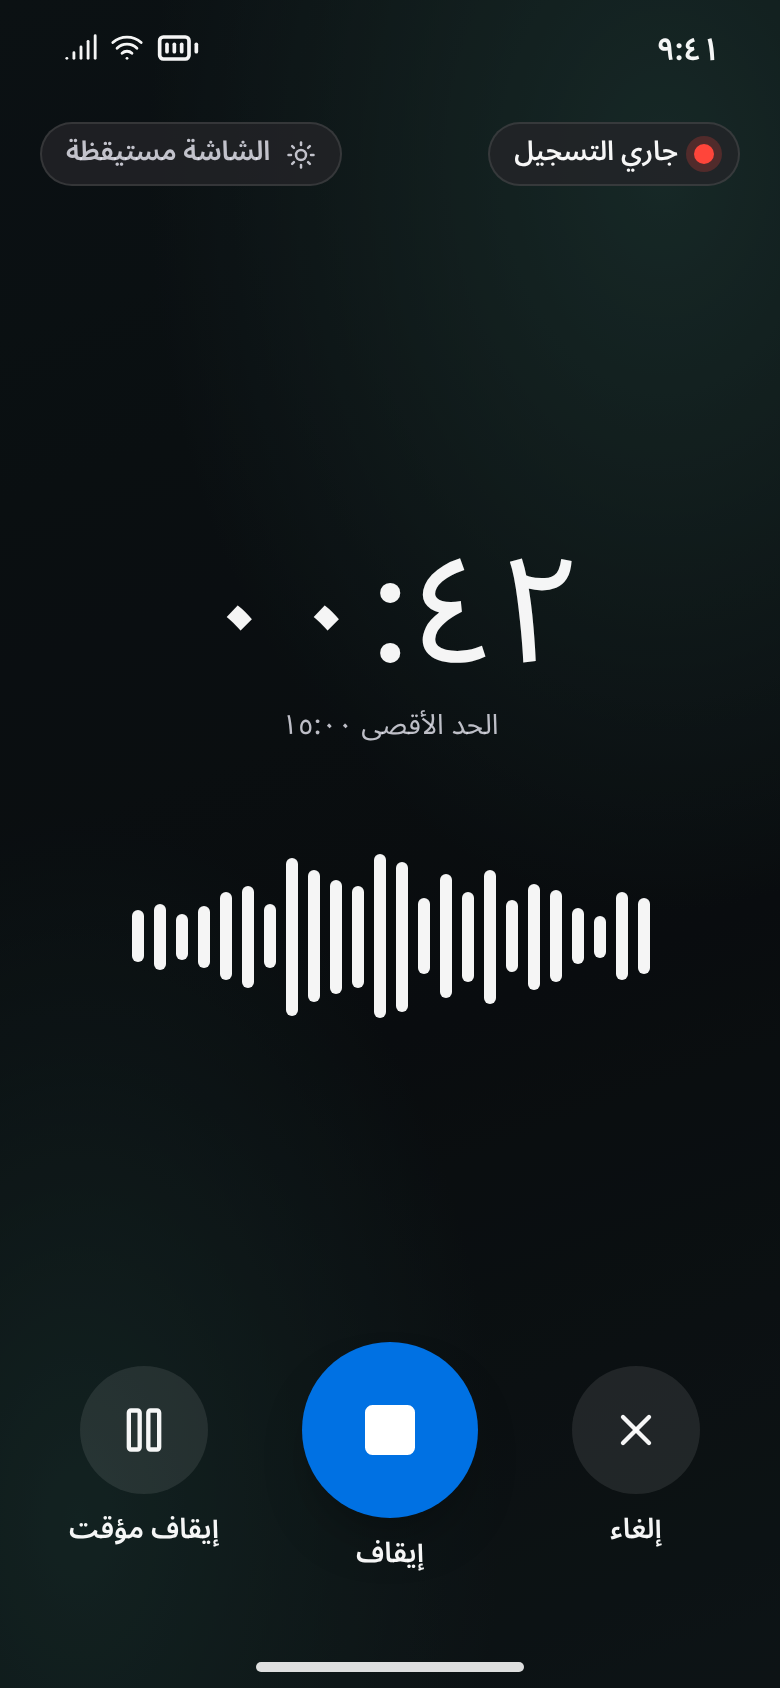 ٩:٤١
جاري التسجيل
الشاشة مستيقظة
٠٠:٤٢
الحد الأقصى ١٥:٠٠
إلغاء
إيقاف
إيقاف مؤقت